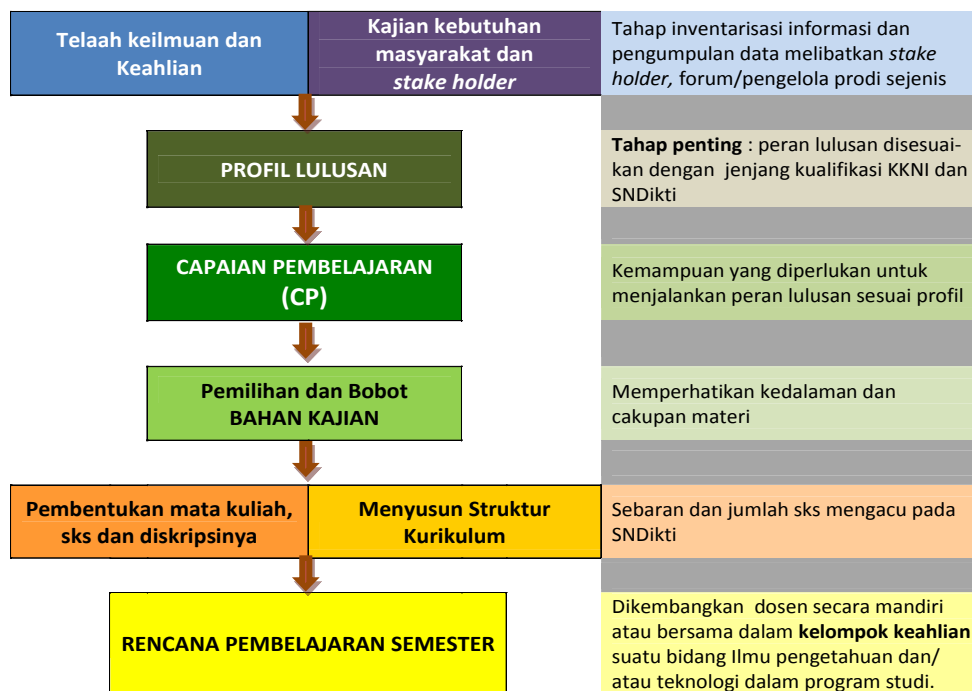 Telaah keilmuan dan
Keahlian
Kajian kebutuhan
masyarakat dan
stake holder
Tahap inventarisasi informasi dan
pengumpulan data melibatkan stake
holder, forum/pengelola prodi sejenis
PROFIL LULUSAN
Tahap penting : peran lulusan disesuai-
kan dengan jenjang kualifikasi KKNI dan
SNDikti
CAPAIAN PEMBELAJARAN
(CP)
Kemampuan yang diperlukan untuk
menjalankan peran lulusan sesuai profil
Pemilihan dan Bobot
BAHAN KAJIAN
Memperhatikan kedalaman dan
cakupan materi
Pembentukan mata kuliah,
sks dan diskripsinya
Menyusun Struktur
Kurikulum
Sebaran dan jumlah sks mengacu pada
SNDikti
RENCANA PEMBELAJARAN SEMESTER
Dikembangkan dosen secara mandiri
atau bersama dalam kelompok keahlian
suatu bidang Ilmu pengetahuan dan/
atau teknologi dalam program studi.